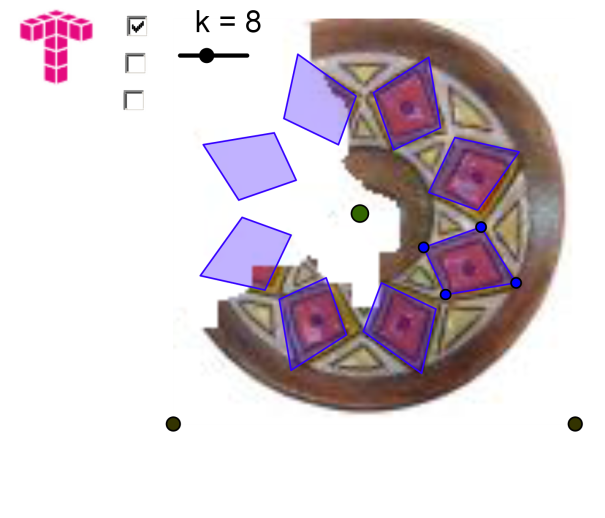 k = 8